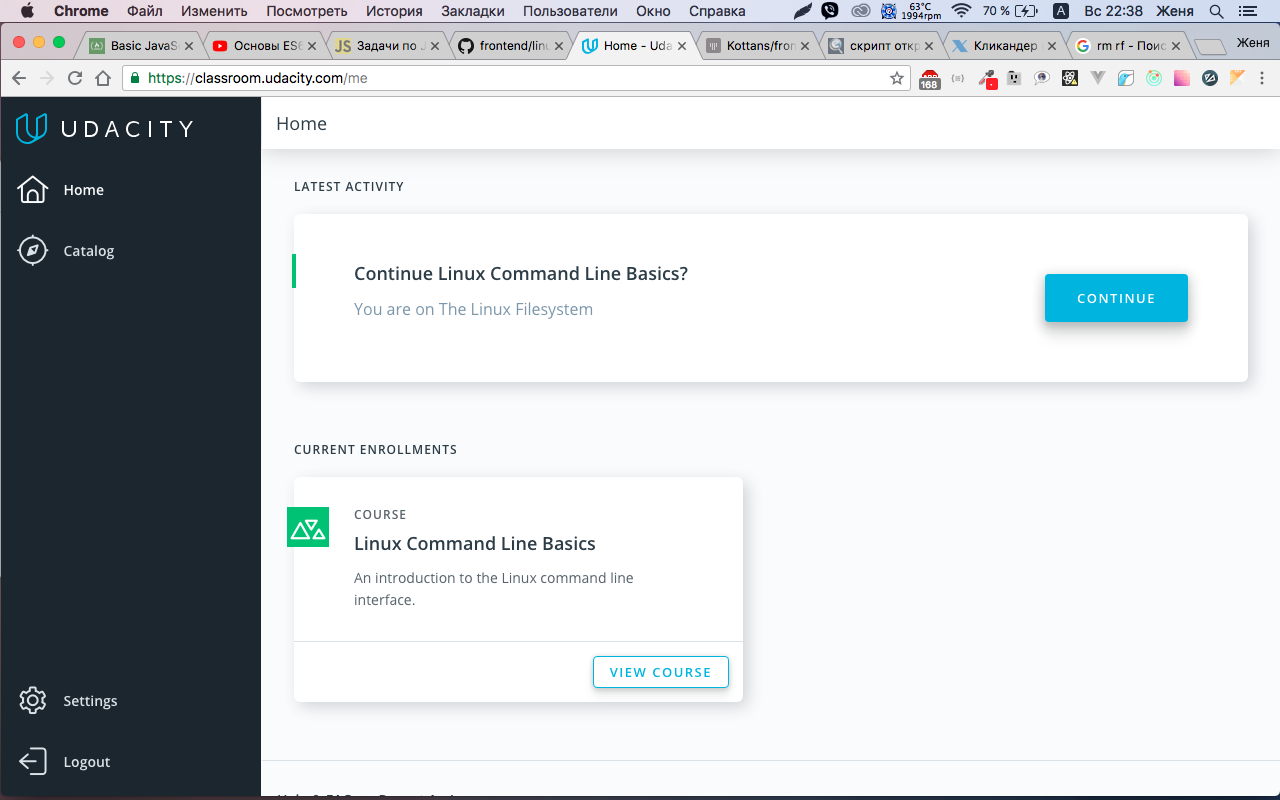 Chrome Файл Изменить Посмотреть История Закладки Пользователи Окно Справка 63°C 1994rpm 70 % A Вс 22:38 Женя
Basic JavaS Основы ES6 JS Задачи по J frontend/linu Home - Uda Kottans/fron скрипт откр Кликандер rm rf - Поис Женя
https://classroom.udacity.com/me 168
UDACITY
Home
Home
Catalog
LATEST ACTIVITY
Continue Linux Command Line Basics?
You are on The Linux Filesystem
CONTINUE
CURRENT ENROLLMENTS
COURSE
Linux Command Line Basics
An introduction to the Linux command line
interface.
VIEW COURSE
Settings
Logout